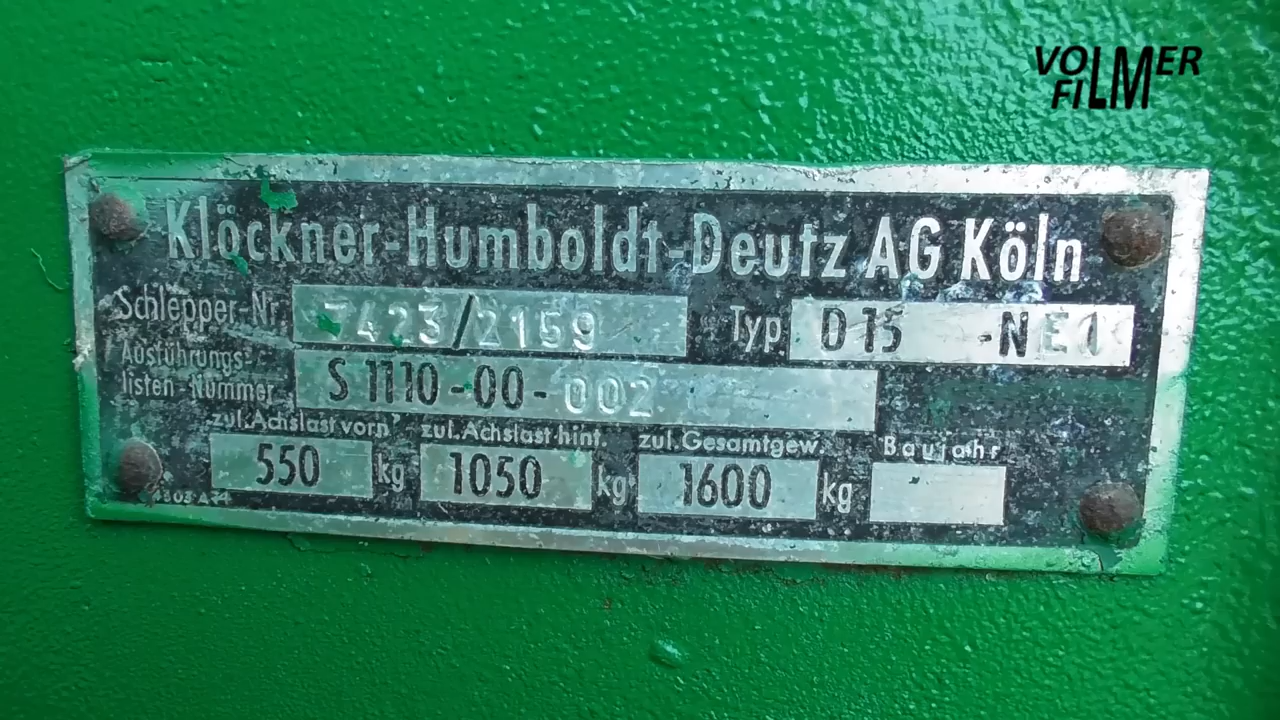 VOLMER
FILM
Klöckner-Humboldt-Deutz AG Köln
Schlepper-Nr. 7423/2159 Typ D 15 -NE1
Ausführungs-
listen-Nummer S 1110-00-002
zul.Achslast vorn zul.Achslast hint. zul.Gesamtgew. Baujahr
550 kg 1050 kg 1600 kg